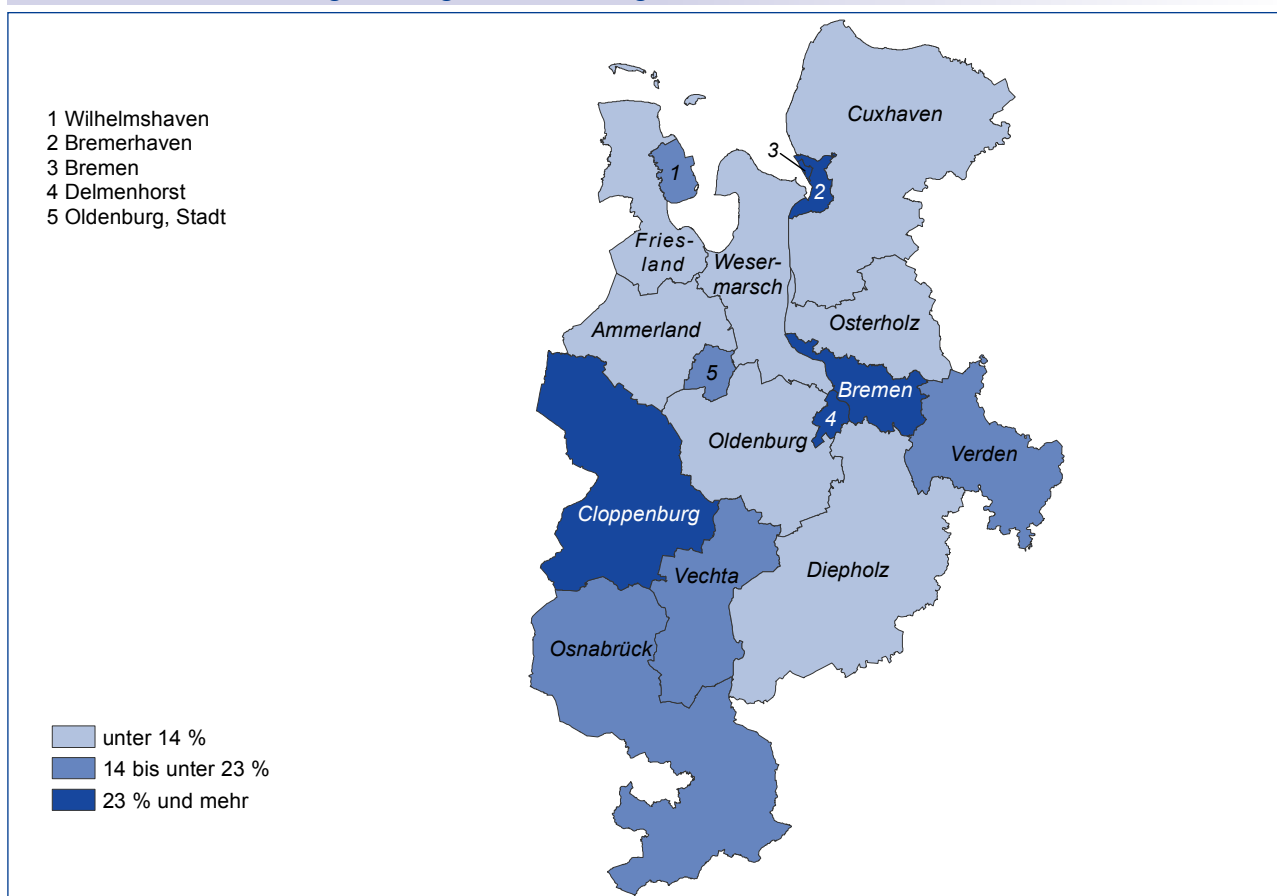 1 Wilhelmshaven
2 Bremerhaven
3 Bremen
4 Delmenhorst
5 Oldenburg, Stadt
Cuxhaven
3
1
2
Fries-
land
Weser-
marsch
Osterholz
Ammerland
5
Bremen
4
Oldenburg
Verden
Cloppenburg
Vechta
Diepholz
Osnabrück
unter 14 %
14 bis unter 23 %
23 % und mehr